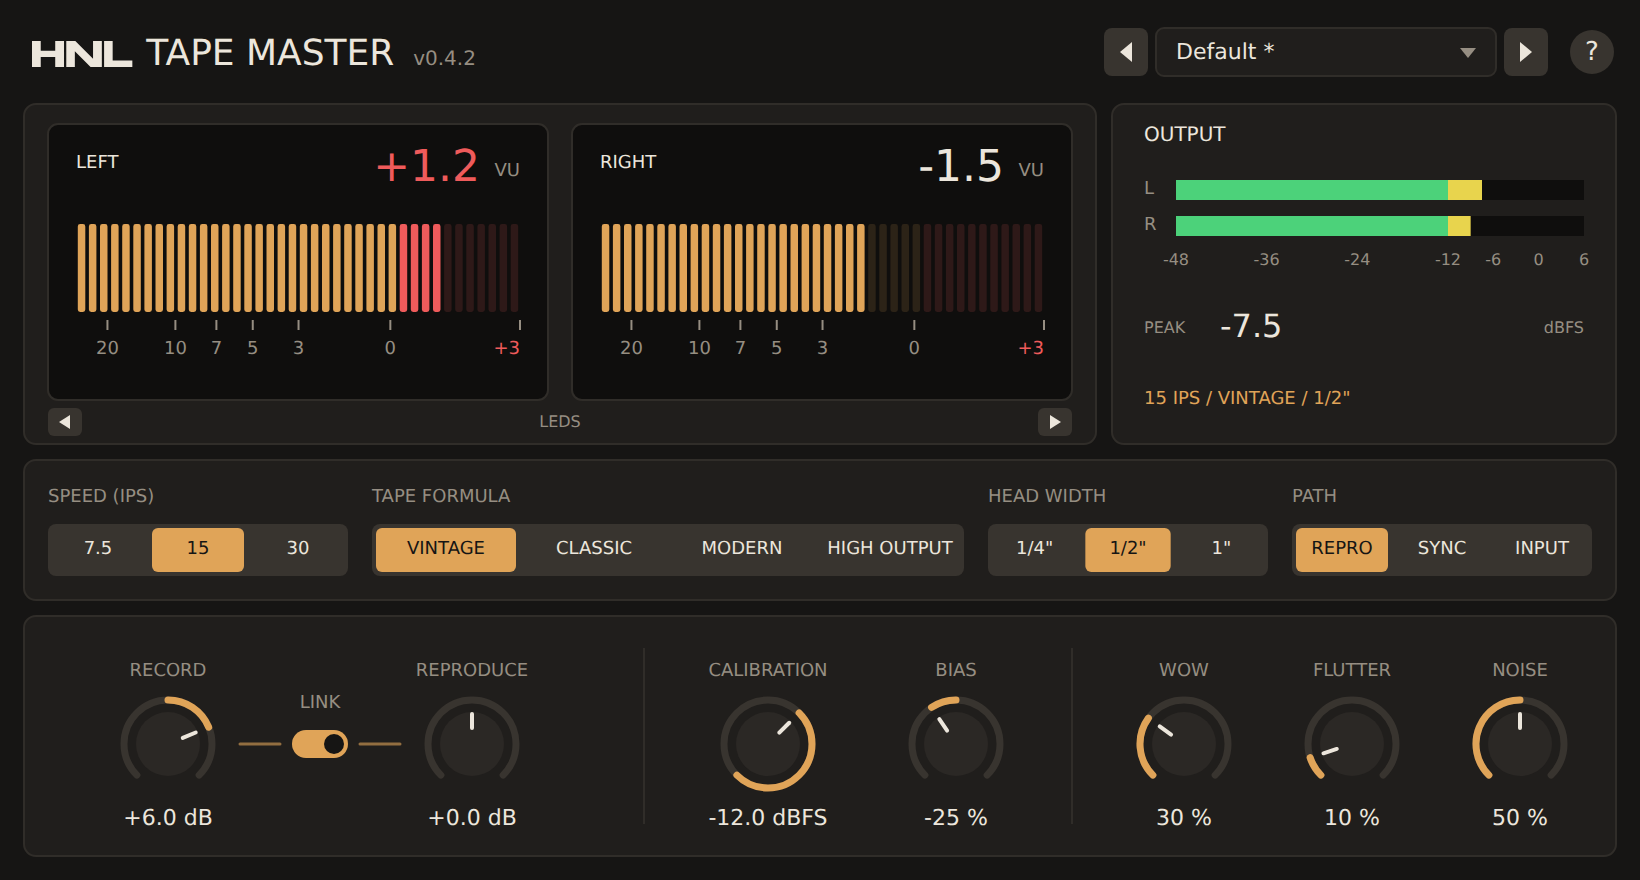 HNL TAPE MASTER v0.4.2
Default *
?
LEFT +1.2 VU
20 10 7 5 3 0 +3
RIGHT -1.5 VU
20 10 7 5 3 0 +3
LEDS
OUTPUT
L
R
-48 -36 -24 -12 -6 0 6
PEAK -7.5 dBFS
15 IPS / VINTAGE / 1/2"
SPEED (IPS)
7.5 15 30
TAPE FORMULA
VINTAGE CLASSIC MODERN HIGH OUTPUT
HEAD WIDTH
1/4" 1/2" 1"
PATH
REPRO SYNC INPUT
RECORD
+6.0 dB
LINK
REPRODUCE
+0.0 dB
CALIBRATION
-12.0 dBFS
BIAS
-25 %
WOW
30 %
FLUTTER
10 %
NOISE
50 %